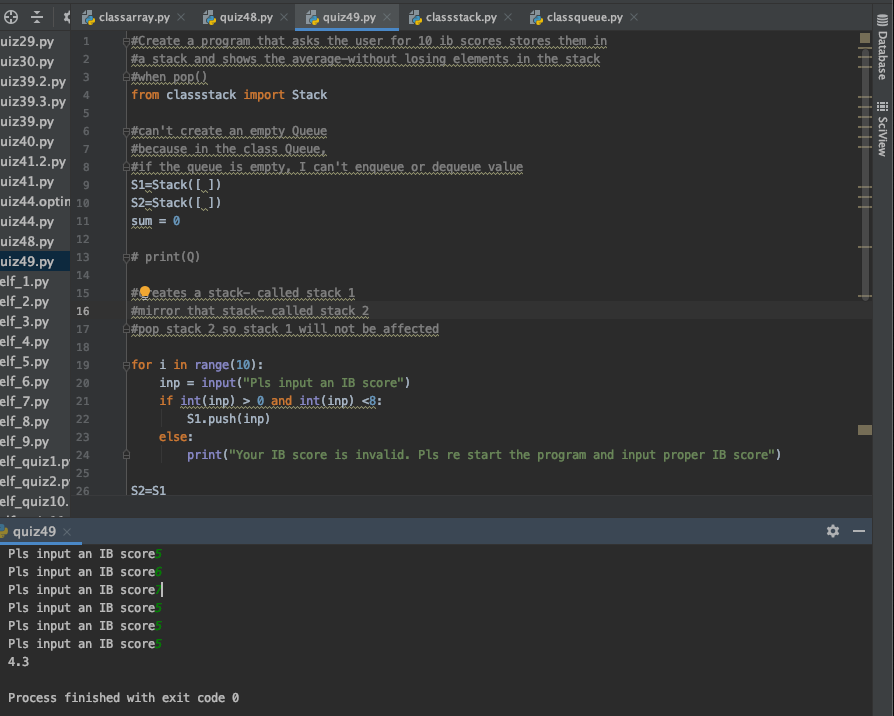 classarray.py quiz48.py quiz49.py classstack.py classqueue.py
uiz29.py
uiz30.py
uiz39.2.py
uiz39.3.py
uiz39.py
uiz40.py
uiz41.2.py
uiz41.py
uiz44.optin
uiz44.py
uiz48.py
uiz49.py
elf_1.py
elf_2.py
elf_3.py
elf_4.py
elf_5.py
elf_6.py
elf_7.py
elf_8.py
elf_9.py
elf_quiz1.p
elf_quiz2.p
elf_quiz10.
1 #Create a program that asks the user for 10 ib scores stores them in
2 #a stack and shows the average—without losing elements in the stack
3 #when pop()
4 from classstack import Stack
5
6 #can't create an empty Queue
7 #because in the class Queue,
8 #if the queue is empty, I can't enqueue or dequeue value
9 S1=Stack([ ])
10 S2=Stack([ ])
11 sum = 0
12
13 # print(Q)
14
15 #creates a stack- called stack 1
16 #mirror that stack- called stack 2
17 #pop stack 2 so stack 1 will not be affected
18
19 for i in range(10):
20 inp = input("Pls input an IB score")
21 if int(inp) > 0 and int(inp) <8:
22 S1.push(inp)
23 else:
24 print("Your IB score is invalid. Pls re start the program and input proper IB score")
25
26 S2=S1
Database
SciView
quiz49
Pls input an IB score5
Pls input an IB score6
Pls input an IB score7
Pls input an IB score5
Pls input an IB score5
Pls input an IB score5
4.3
Process finished with exit code 0